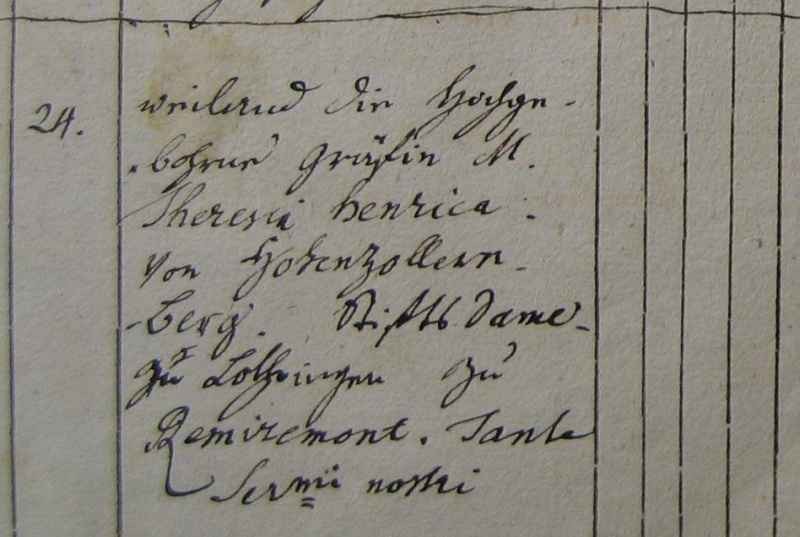 24.
weiland die Hochge-
bohrne Gräfin M.
Theresia Henrica
von Hohenzollern-
berg. Stifts Dame
zu Lothringen zu
Remiremont. Tante
Sermi nostri